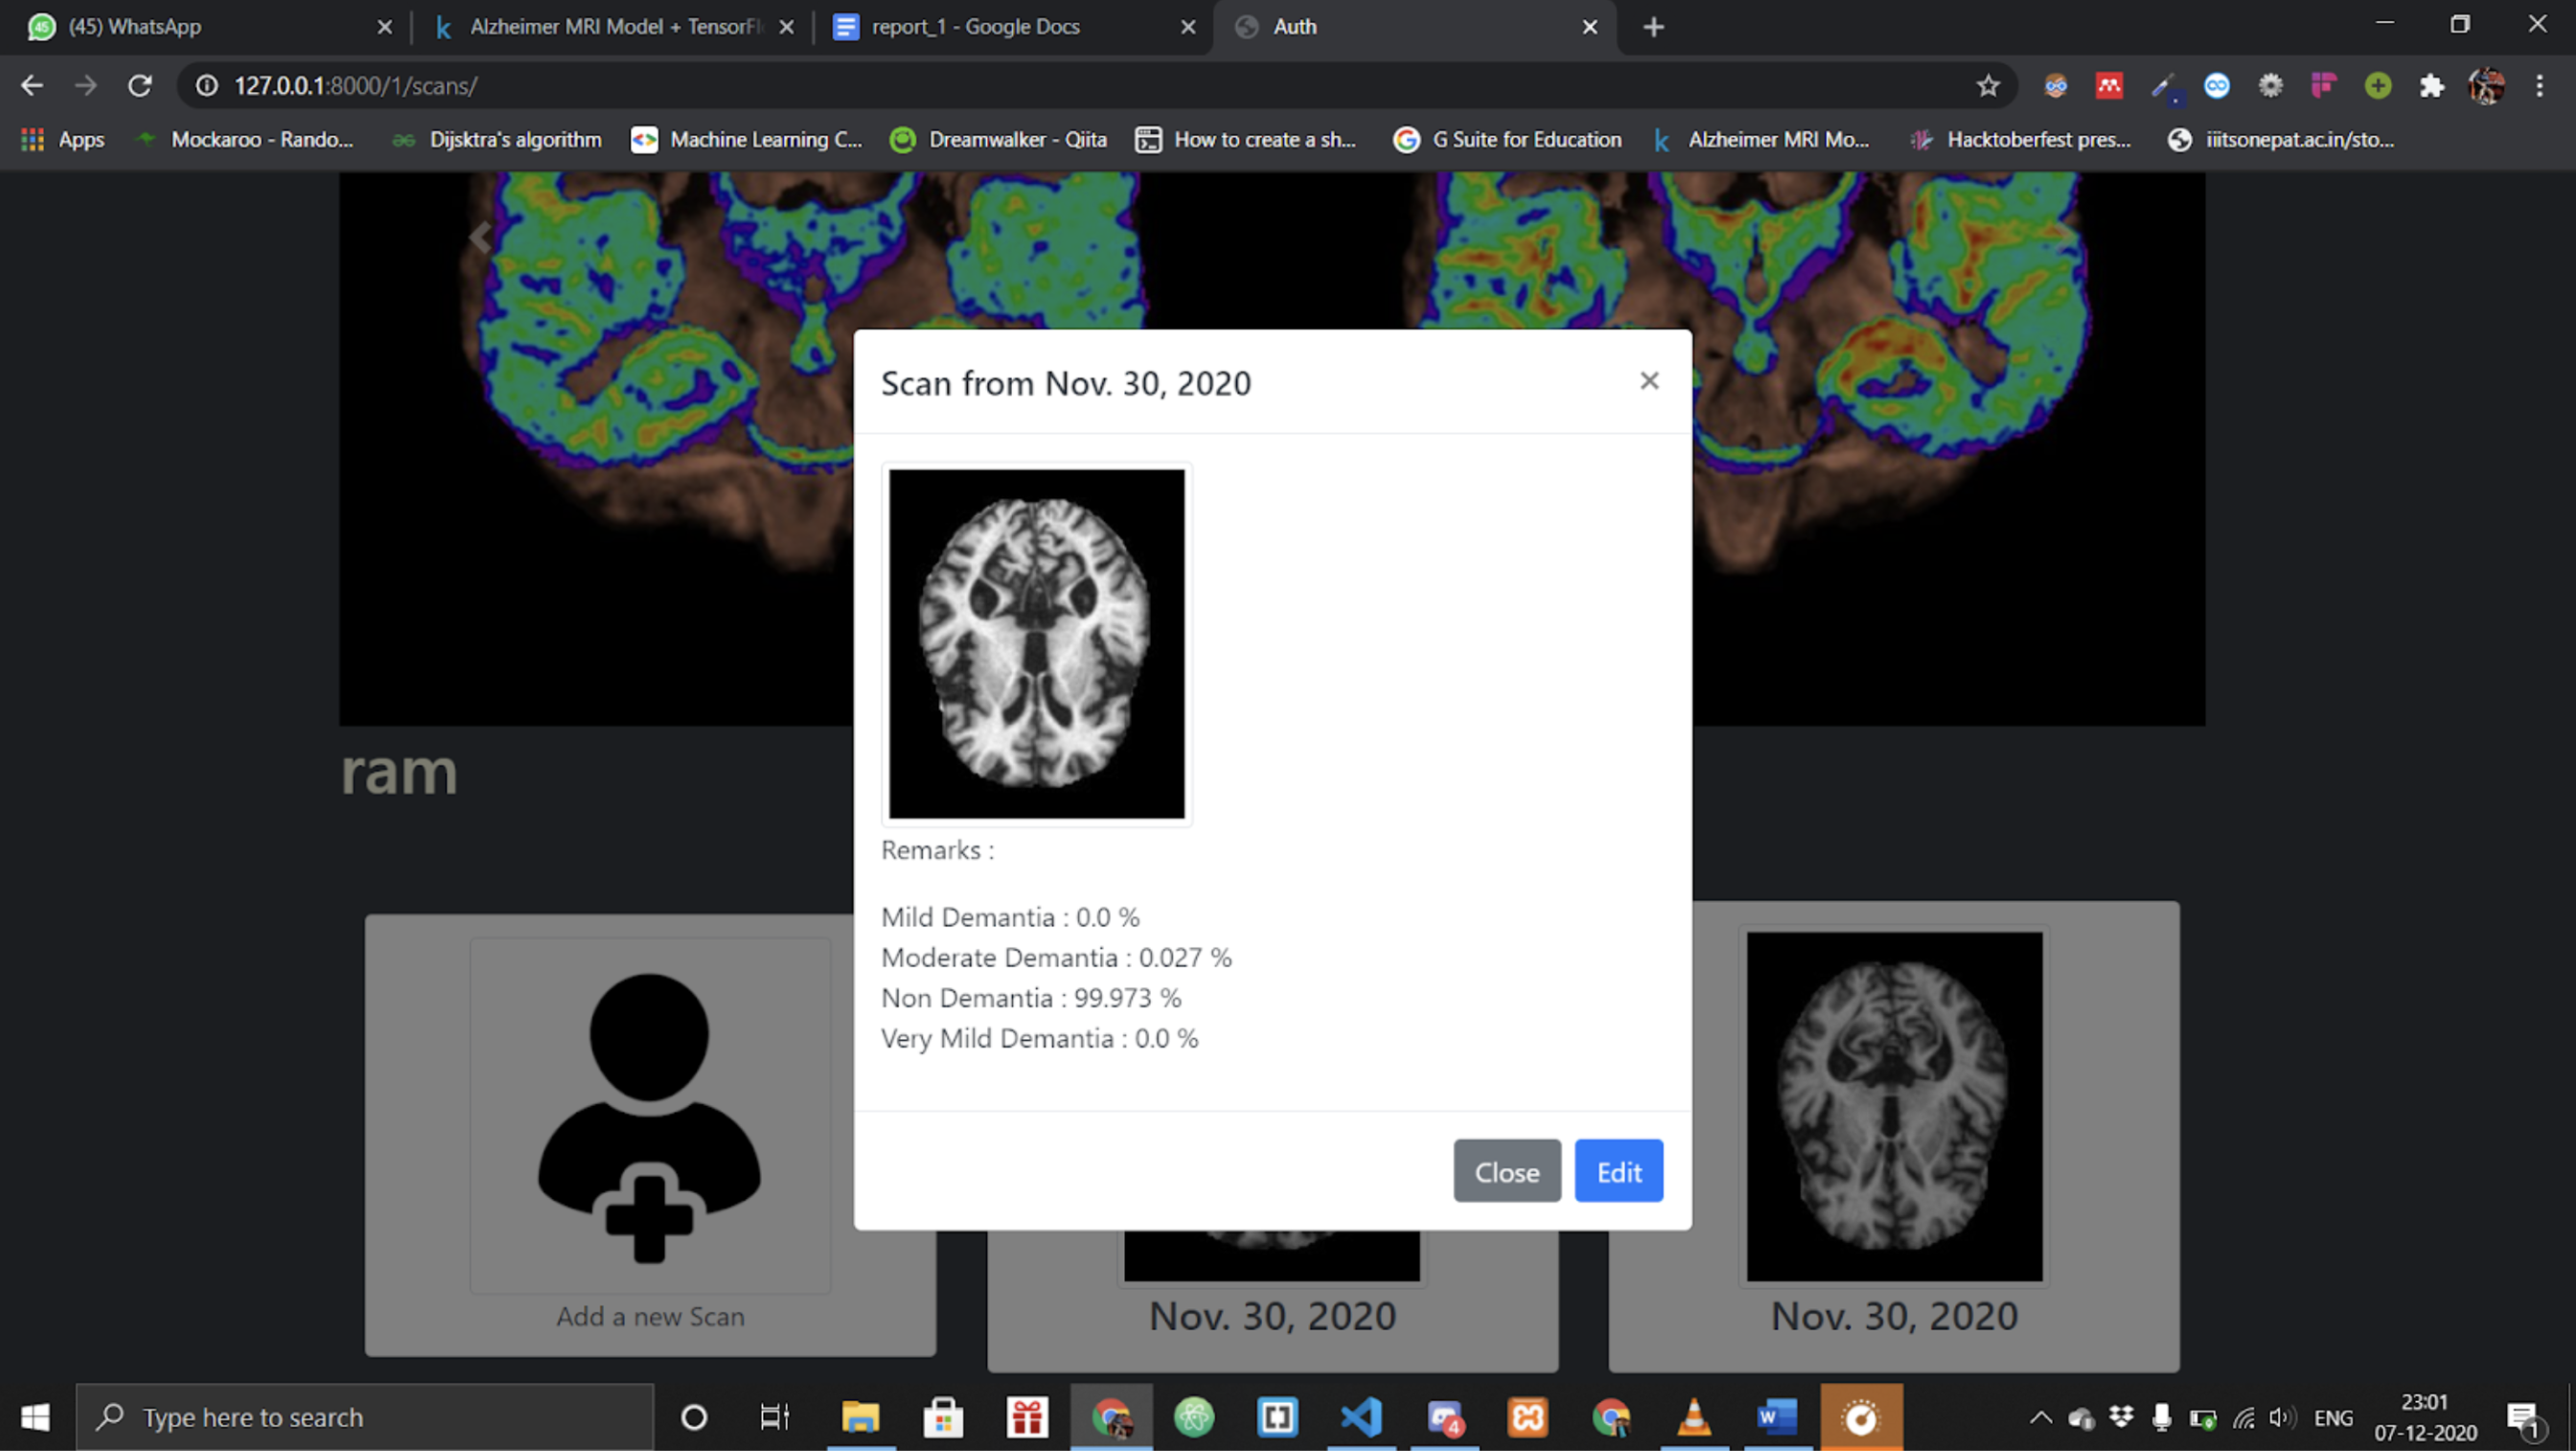 45 (45) WhatsApp
Alzheimer MRI Model + TensorFl
report_1 - Google Docs
Auth
127.0.0.1:8000/1/scans/
Apps
Mockaroo - Rando...
Dijsktra's algorithm
Machine Learning C...
Dreamwalker - Qiita
How to create a sh...
G Suite for Education
Alzheimer MRI Mo...
Hacktoberfest pres...
iiitsonepat.ac.in/sto...
Scan from Nov. 30, 2020
Remarks :
Mild Demantia : 0.0 %
Moderate Demantia : 0.027 %
Non Demantia : 99.973 %
Very Mild Demantia : 0.0 %
Close
Edit
ram
Add a new Scan
Nov. 30, 2020
Nov. 30, 2020
Type here to search
4
W
ENG
23:01
07-12-2020
1